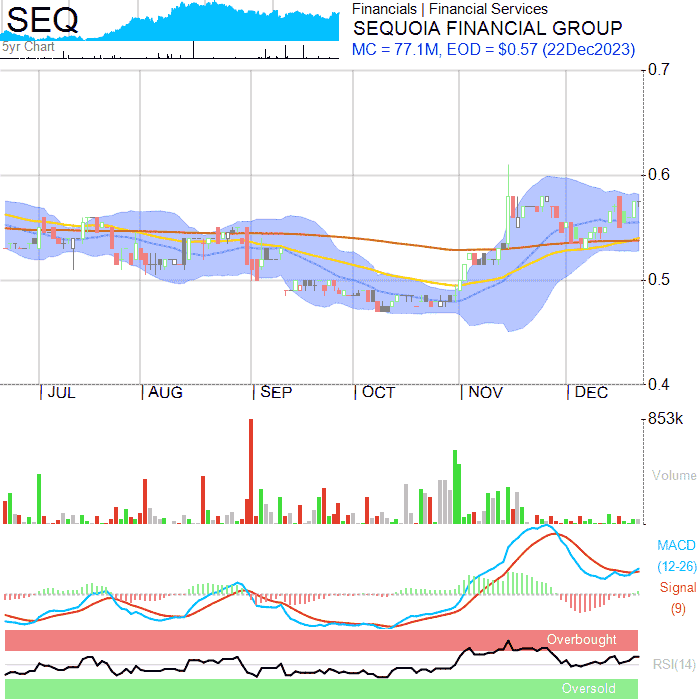 SEQ
5yr Chart
Financials | Financial Services
SEQUOIA FINANCIAL GROUP
MC = 77.1M, EOD = $0.57 (22Dec2023)
0.7
0.6
0.5
0.4
| JUL | AUG | SEP | OCT | NOV | DEC
853k
Volume
MACD
(12-26)
Signal
(9)
Overbought
RSI(14)
Oversold